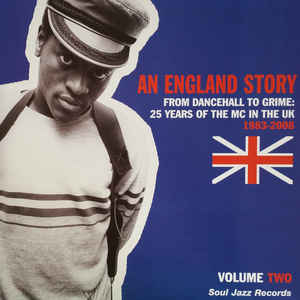 AN ENGLAND STORY
FROM DANCEHALL TO GRIME:
25 YEARS OF THE MC IN THE UK
1983-2008
VOLUME TWO
Soul Jazz Records